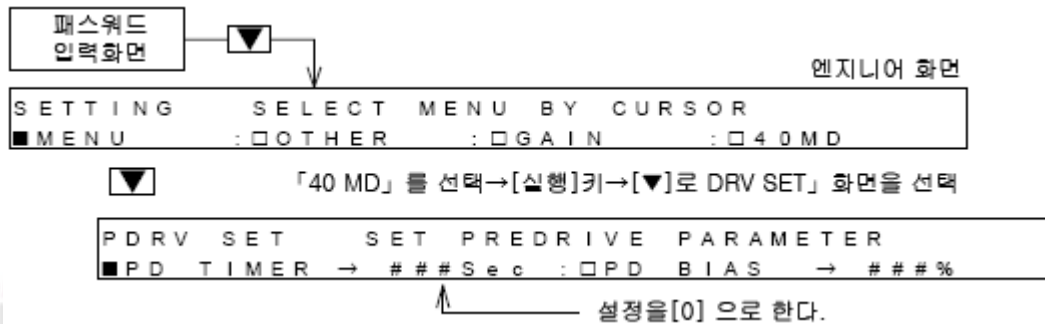 패스워드
입력화면
▼
엔지니어 화면
SETTING SELECT MENU BY CURSOR
■MENU :□OTHER :□GAIN :□40MD
▼ 「40 MD」를 선택→[실행]키→[▼]로 DRV SET」화면을 선택
PDRV SET SET PREDRIVE PARAMETER
■PD TIMER → ###Sec :□PD BIAS → ###%
설정을[0] 으로 한다.